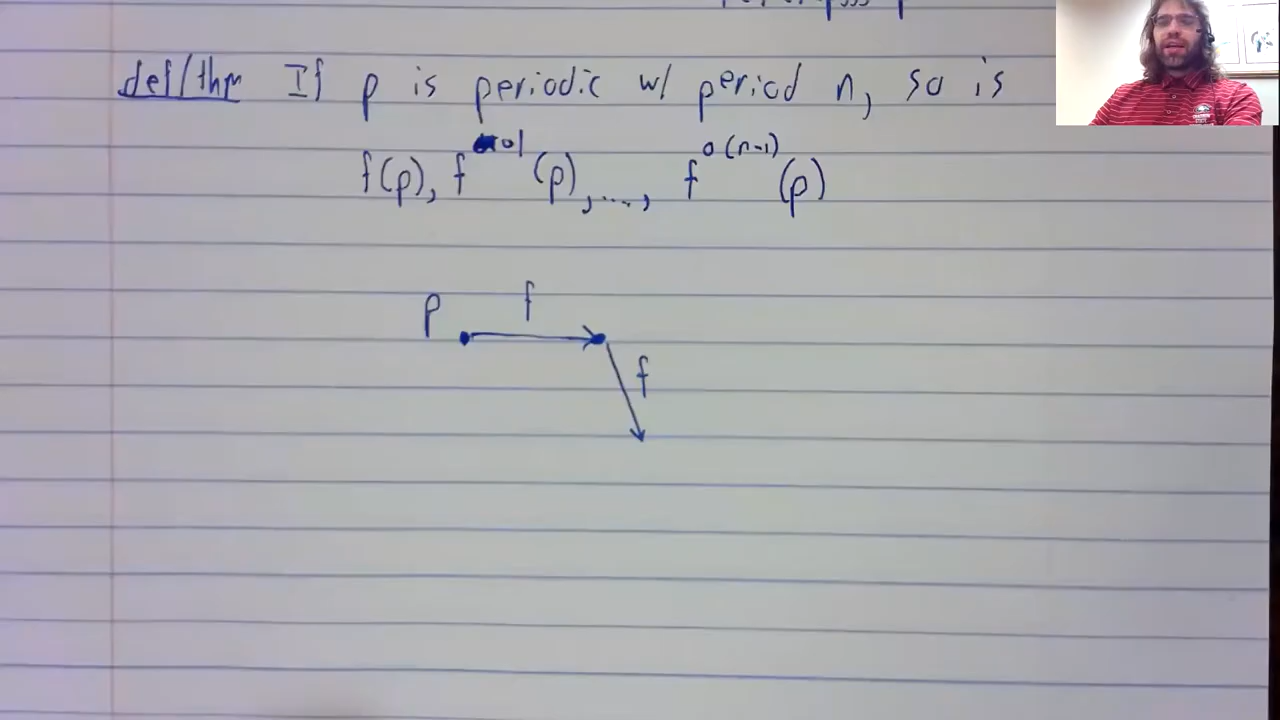 def/thm If p is periodic w/ period n, so is
f(p), f^{∘1}(p), ..., f^{∘(n-1)}(p)
p f
f